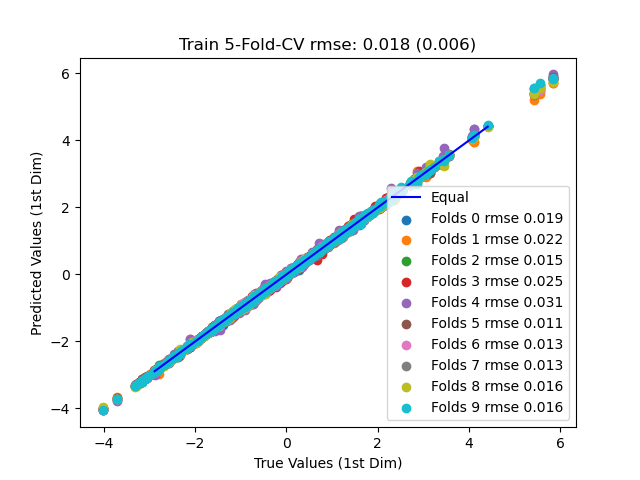 Train 5-Fold-CV rmse: 0.018 (0.006)
Predicted Values (1st Dim)
6
4
2
0
−2
−4
−4
−2
0
2
4
6
True Values (1st Dim)
Equal
Folds 0 rmse 0.019
Folds 1 rmse 0.022
Folds 2 rmse 0.015
Folds 3 rmse 0.025
Folds 4 rmse 0.031
Folds 5 rmse 0.011
Folds 6 rmse 0.013
Folds 7 rmse 0.013
Folds 8 rmse 0.016
Folds 9 rmse 0.016